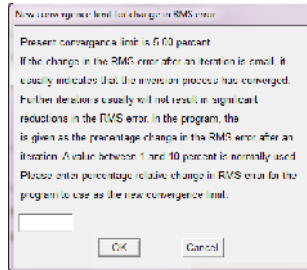 New convergence limit for change in RMS error
Present convergence limit is 5.00 percent
If the change in the RMS error after an iteration is small, it
usually indicates that the inversion process has converged.
Further iterations usually will not result in significant
reductions in the RMS error. In the program, the
is given as the precentage change in the RMS error after an
iteration. A value between 1 and 10 percent is normally used
Please enter percentage relative change in RMS error for the
program to use as the new convergence limit.
OK
Cancel